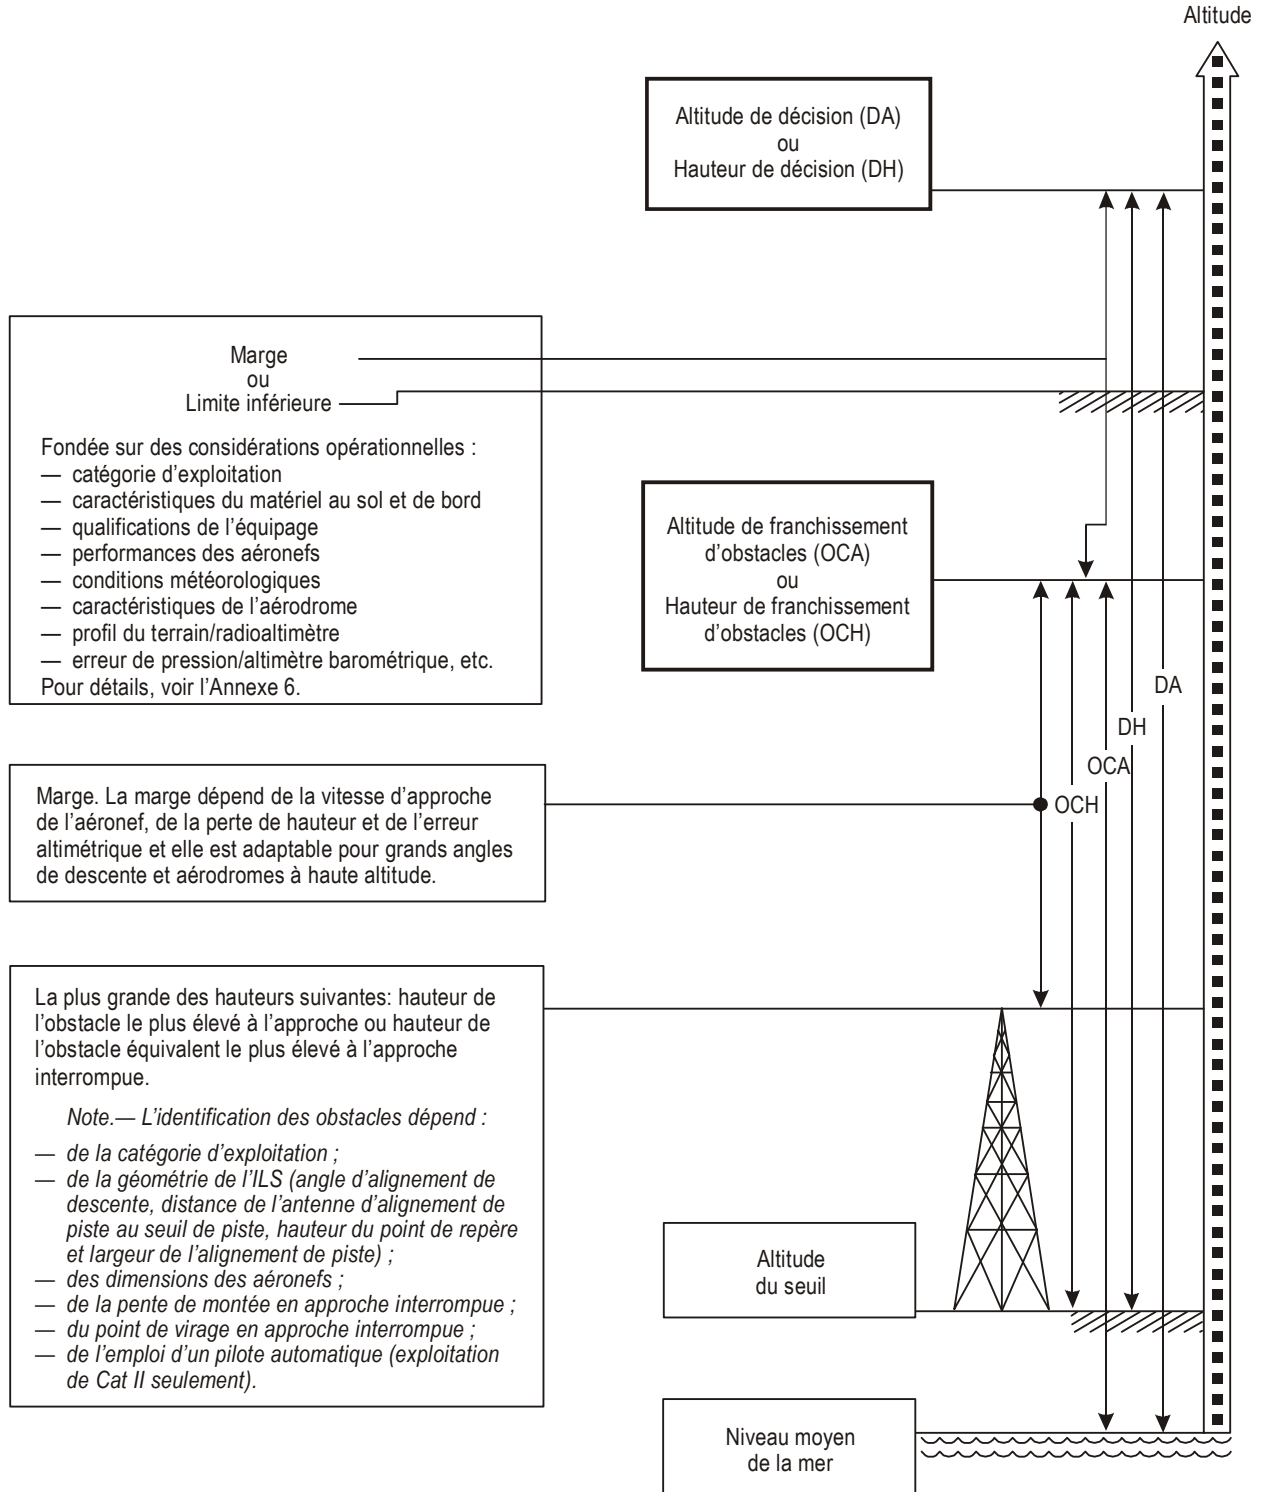 Altitude
Altitude de décision (DA)
ou
Hauteur de décision (DH)
Marge
ou
Limite inférieure
Fondée sur des considérations opérationnelles :
— catégorie d’exploitation
— caractéristiques du matériel au sol et de bord
— qualifications de l’équipage
— performances des aéronefs
— conditions météorologiques
— caractéristiques de l’aérodrome
— profil du terrain/radioaltimètre
— erreur de pression/altimètre barométrique, etc.
Pour détails, voir l’Annexe 6.
Altitude de franchissement
d’obstacles (OCA)
ou
Hauteur de franchissement
d’obstacles (OCH)
DA
DH
OCA
OCH
Marge. La marge dépend de la vitesse d’approche
de l’aéronef, de la perte de hauteur et de l’erreur
altimétrique et elle est adaptable pour grands angles
de descente et aérodromes à haute altitude.
La plus grande des hauteurs suivantes: hauteur de
l’obstacle le plus élevé à l’approche ou hauteur de
l’obstacle équivalent le plus élevé à l’approche
interrompue.
Note.— L’identification des obstacles dépend :
— de la catégorie d’exploitation ;
— de la géométrie de l’ILS (angle d’alignement de
descente, distance de l’antenne d’alignement de
piste au seuil de piste, hauteur du point de repère
et largeur de l’alignement de piste) ;
— des dimensions des aéronefs ;
— de la pente de montée en approche interrompue ;
— du point de virage en approche interrompue ;
— de l’emploi d’un pilote automatique (exploitation
de Cat II seulement).
Altitude
du seuil
Niveau moyen
de la mer